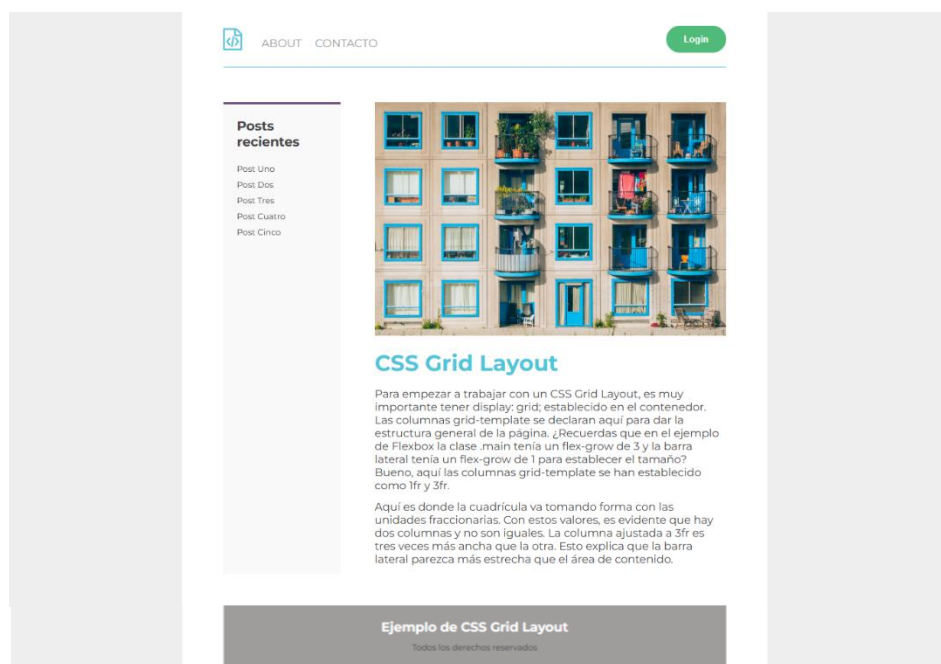 </>
ABOUT CONTACTO
Login
Posts
recientes
Post Uno
Post Dos
Post Tres
Post Cuatro
Post Cinco
CSS Grid Layout
Para empezar a trabajar con un CSS Grid Layout, es muy
importante tener display: grid; establecido en el contenedor.
Las columnas grid-template se declaran aquí para dar la
estructura general de la página. ¿Recuerdas que en el ejemplo
de Flexbox la clase .main tenía un flex-grow de 3 y la barra
lateral tenía un flex-grow de 1 para establecer el tamaño?
Bueno, aquí las columnas grid-template se han establecido
como 1fr y 3fr.
Aquí es donde la cuadrícula va tomando forma con las
unidades fraccionarias. Con estos valores, es evidente que hay
dos columnas y no son iguales. La columna ajustada a 3fr es
tres veces más ancha que la otra. Esto explica que la barra
lateral parezca más estrecha que el área de contenido.
Ejemplo de CSS Grid Layout
Todos los derechos reservados